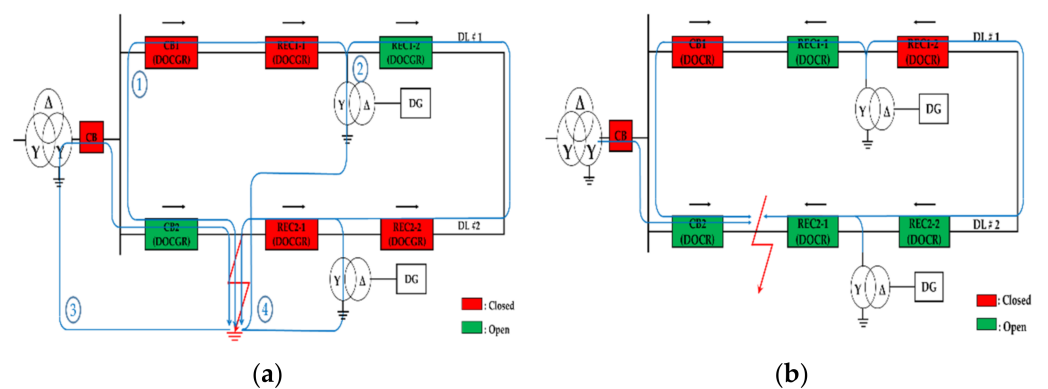 CB1
(DOCGR)
REC1-1
(DOCGR)
REC1-2
(DOCGR)
DL # 1
1
2
Y
Δ
DG
Δ
Y
Y
CB
CB2
(DOCGR)
REC2-1
(DOCGR)
REC2-2
(DOCGR)
DL #2
Y
Δ
DG
3
4
: Closed
: Open
(a)
CB1
(DOCR)
REC1-1
(DOCR)
REC1-2
(DOCR)
DL # 1
Y
Δ
DG
Δ
Y
Y
CB
CB2
(DOCR)
REC2-1
(DOCR)
REC2-2
(DOCR)
DL # 2
Y
Δ
DG
: Closed
: Open
(b)